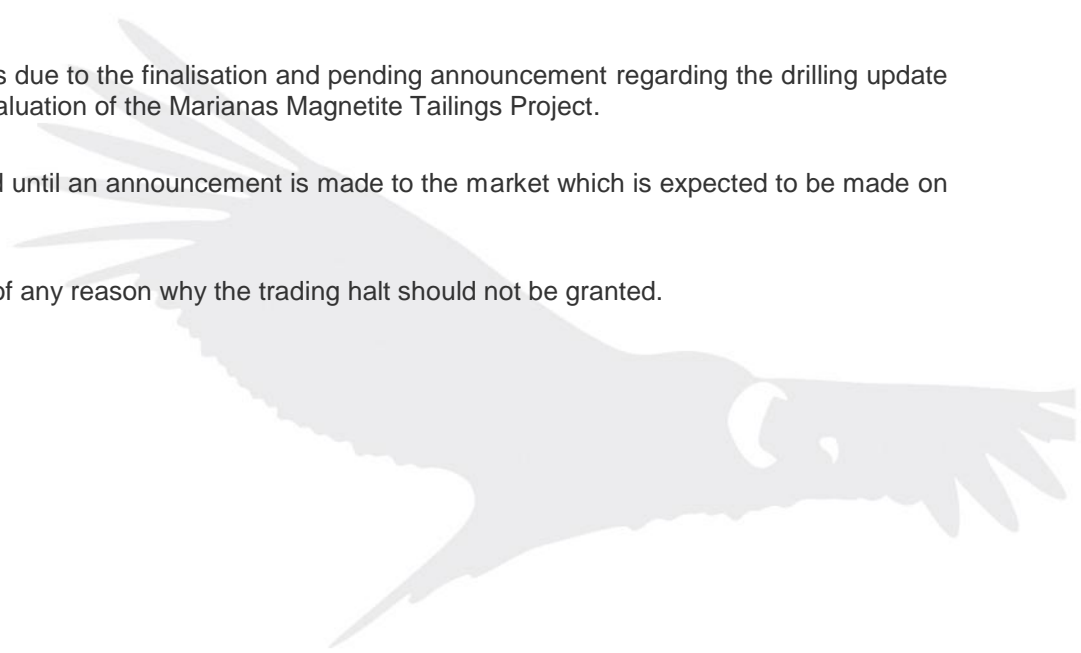 s due to the finalisation and pending announcement regarding the drilling update
aluation of the Marianas Magnetite Tailings Project.
until an announcement is made to the market which is expected to be made on
of any reason why the trading halt should not be granted.